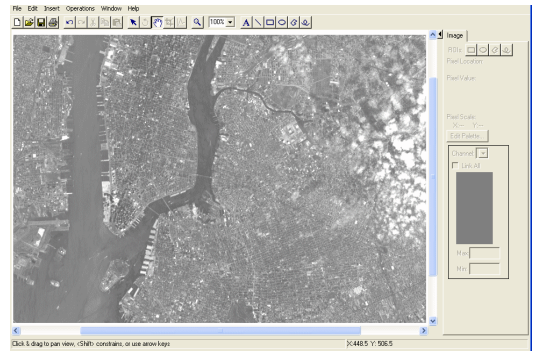 File Edit Insert Operations Window Help
100% A
Image
ROIs
Pixel Location
Pixel Value
Pixel Scale
X:--- Y:---
Edit Palette...
Channel:
Link All
Max
Min
Click & drag to pan view, <Shift> constrains, or use arrow keys X:448.5 Y: 506.5